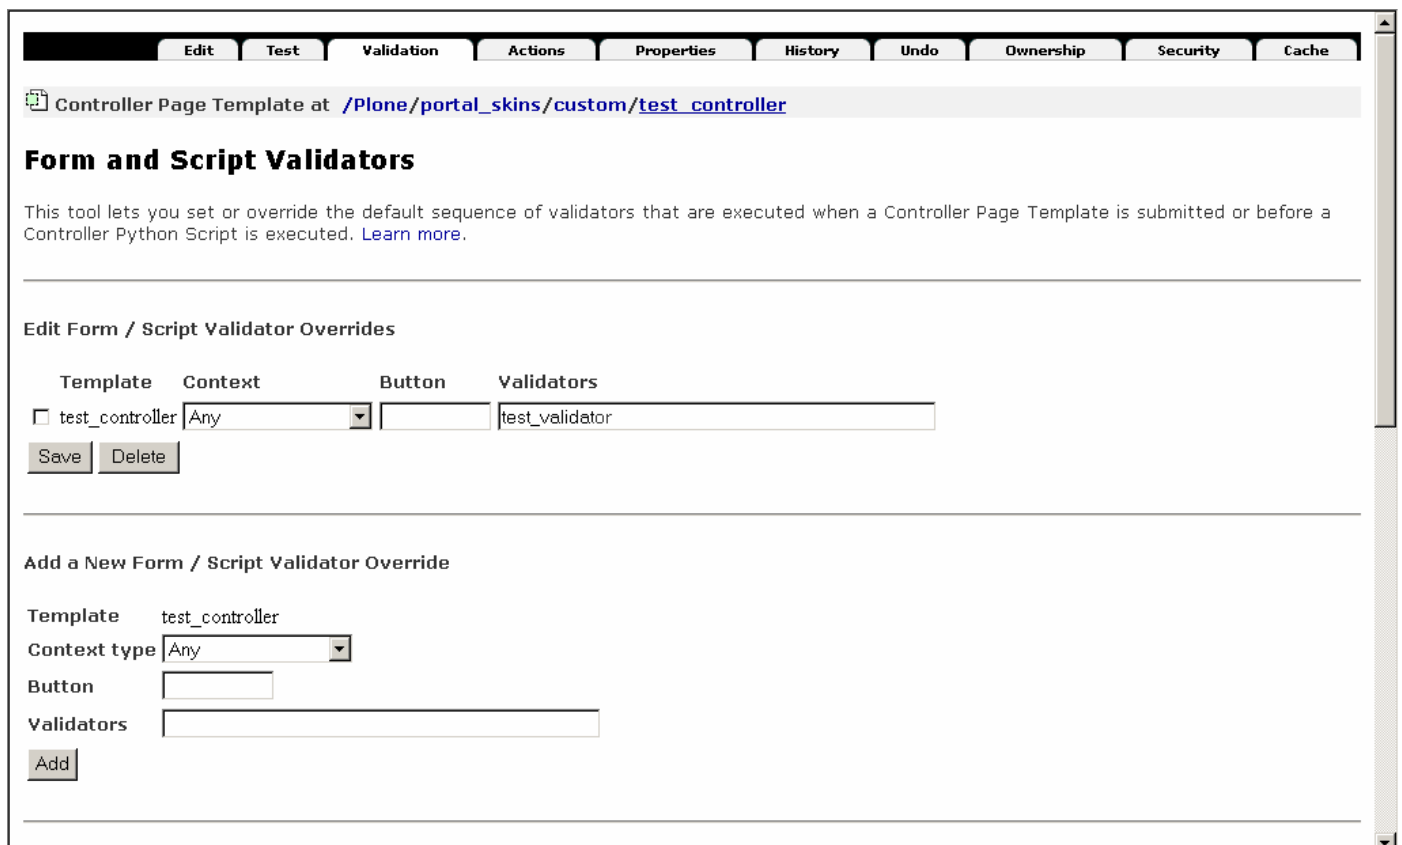 Edit Test Validation Actions Properties History Undo Ownership Security Cache
Controller Page Template at /Plone/portal_skins/custom/test_controller
Form and Script Validators
This tool lets you set or override the default sequence of validators that are executed when a Controller Page Template is submitted or before a
Controller Python Script is executed. Learn more.
Edit Form / Script Validator Overrides
Template Context Button Validators
test_controller Any test_validator
Save Delete
Add a New Form / Script Validator Override
Template test_controller
Context type Any
Button
Validators
Add